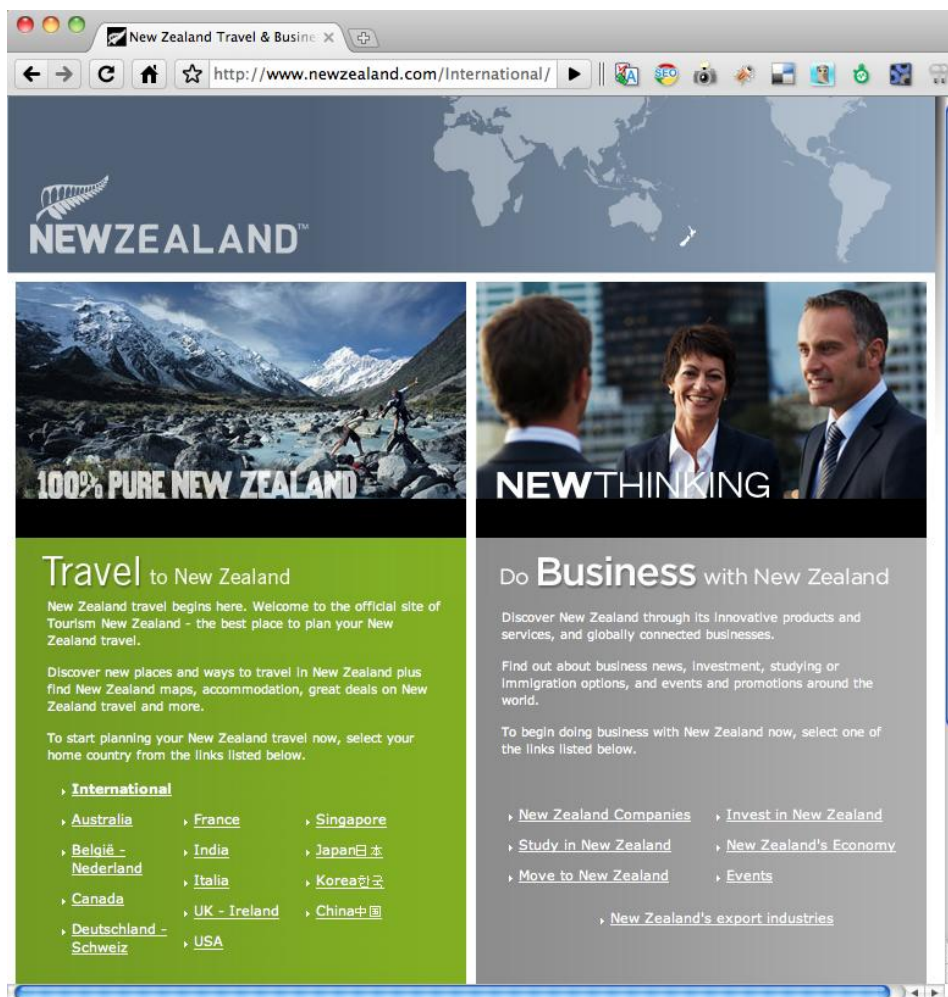 New Zealand Travel & Busine
http://www.newzealand.com/International/
SEO
NEWZEALAND™
100% PURE NEW ZEALAND
Travel to New Zealand
New Zealand travel begins here. Welcome to the official site of
Tourism New Zealand - the best place to plan your New
Zealand travel.
Discover new places and ways to travel in New Zealand plus
find New Zealand maps, accommodation, great deals on New
Zealand travel and more.
To start planning your New Zealand travel now, select your
home country from the links listed below.
International
Australia
België -
Nederland
Canada
Deutschland -
Schweiz
France
India
Italia
UK - Ireland
USA
Singapore
Japan日本
Korea한국
China中国
NEWTHINKING
Do Business with New Zealand
Discover New Zealand through its innovative products and
services, and globally connected businesses.
Find out about business news, investment, studying or
immigration options, and events and promotions around the
world.
To begin doing business with New Zealand now, select one of
the links listed below.
New Zealand Companies
Study in New Zealand
Move to New Zealand
Invest in New Zealand
New Zealand's Economy
Events
New Zealand's export industries